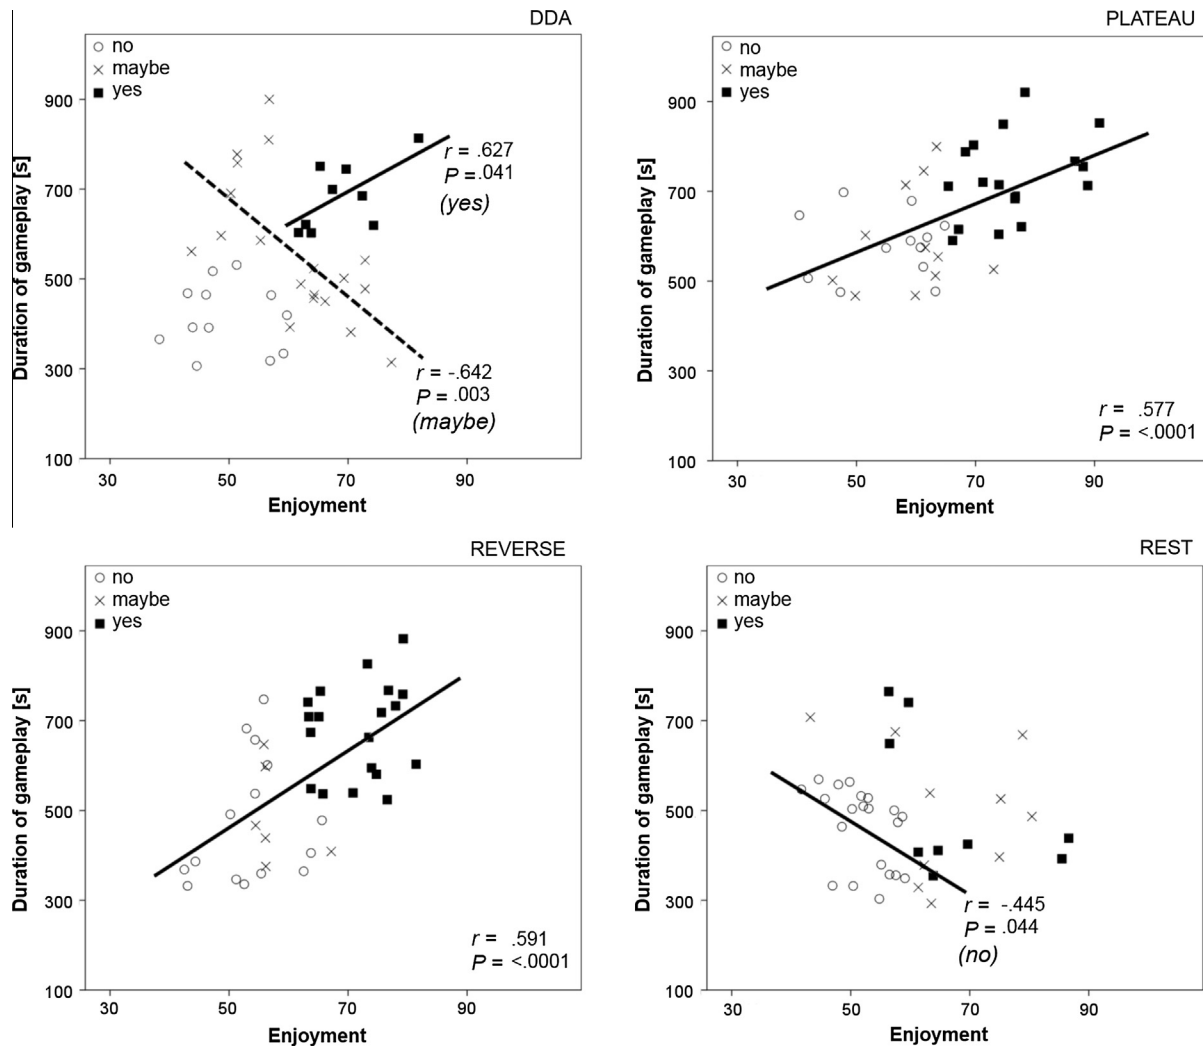 DDA
no
maybe
yes
900
700
500
300
100
Duration of gameplay [s]
r = .627
P = .041
(yes)
r = -.642
P = .003
(maybe)
30 50 70 90
Enjoyment
PLATEAU
no
maybe
yes
900
700
500
300
100
Duration of gameplay [s]
r = .577
P = <.0001
30 50 70 90
Enjoyment
REVERSE
no
maybe
yes
900
700
500
300
100
Duration of gameplay [s]
r = .591
P = <.0001
30 50 70 90
Enjoyment
REST
no
maybe
yes
900
700
500
300
100
Duration of gameplay [s]
r = -.445
P = .044
(no)
30 50 70 90
Enjoyment